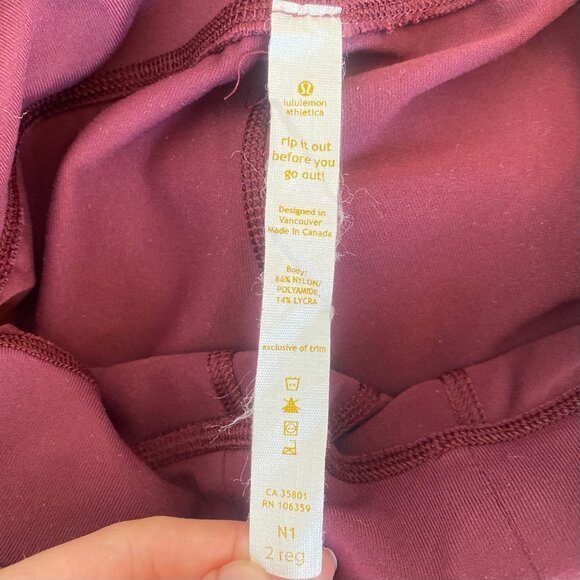 lululemon
athletica
rip it out
before you
go out!
Designed in
Vancouver
Made in Canada
Body:
86% NYLON/
POLYAMIDE
14% LYCRA
exclusive of trim
CA 35801
RN 106359
N1
2 reg